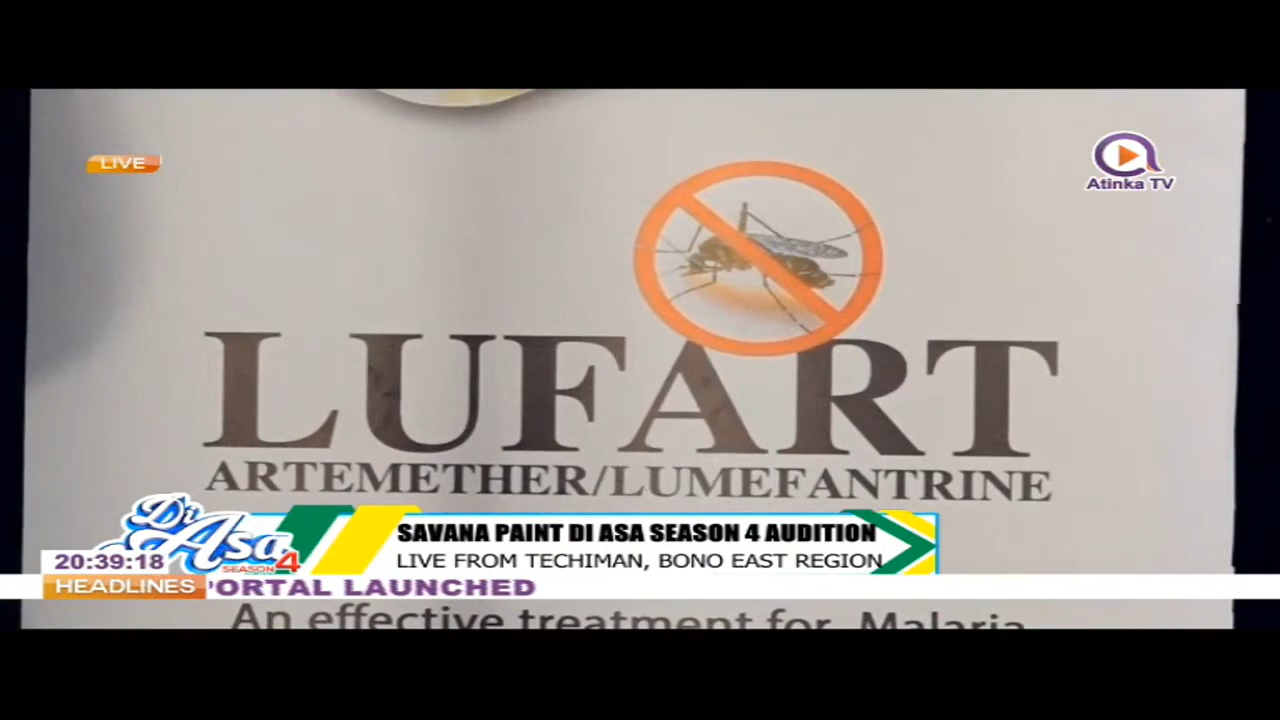 LIVE
Atinka TV
LUFART
ARTEMETHER/LUMEFANTRINE
Di Asa
SEASON 4
SAVANA PAINT DI ASA SEASON 4 AUDITION
LIVE FROM TECHIMAN, BONO EAST REGION
20:39:18
HEADLINES
ORTAL LAUNCHED
An effective treatment for Malaria